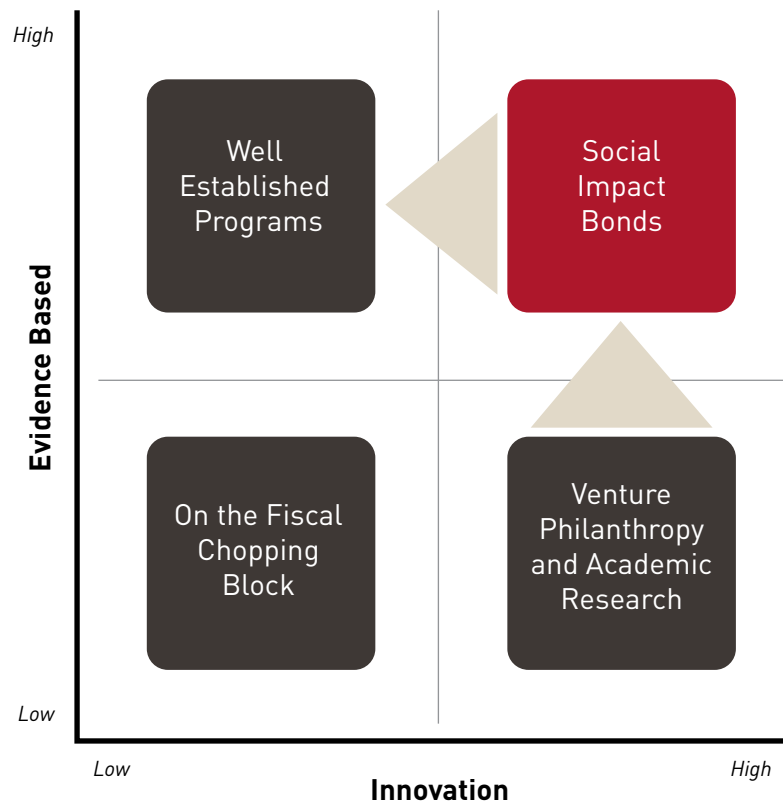 High
Well
Established
Programs
Social
Impact
Bonds
Evidence Based
On the Fiscal
Chopping
Block
Venture
Philanthropy
and Academic
Research
Low
Low
High
Innovation